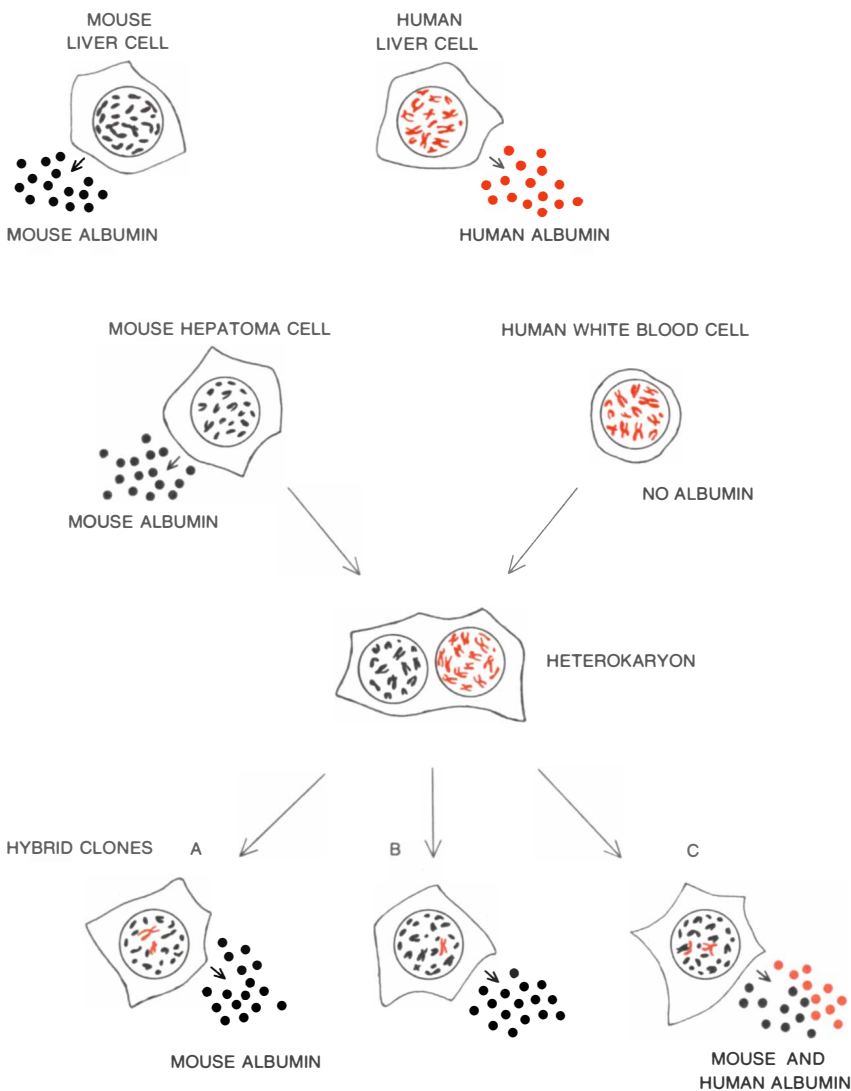 MOUSE
LIVER CELL
HUMAN
LIVER CELL
MOUSE ALBUMIN
HUMAN ALBUMIN
MOUSE HEPATOMA CELL
HUMAN WHITE BLOOD CELL
NO ALBUMIN
MOUSE ALBUMIN
HETEROKARYON
HYBRID CLONES A B C
MOUSE ALBUMIN
MOUSE AND
HUMAN ALBUMIN